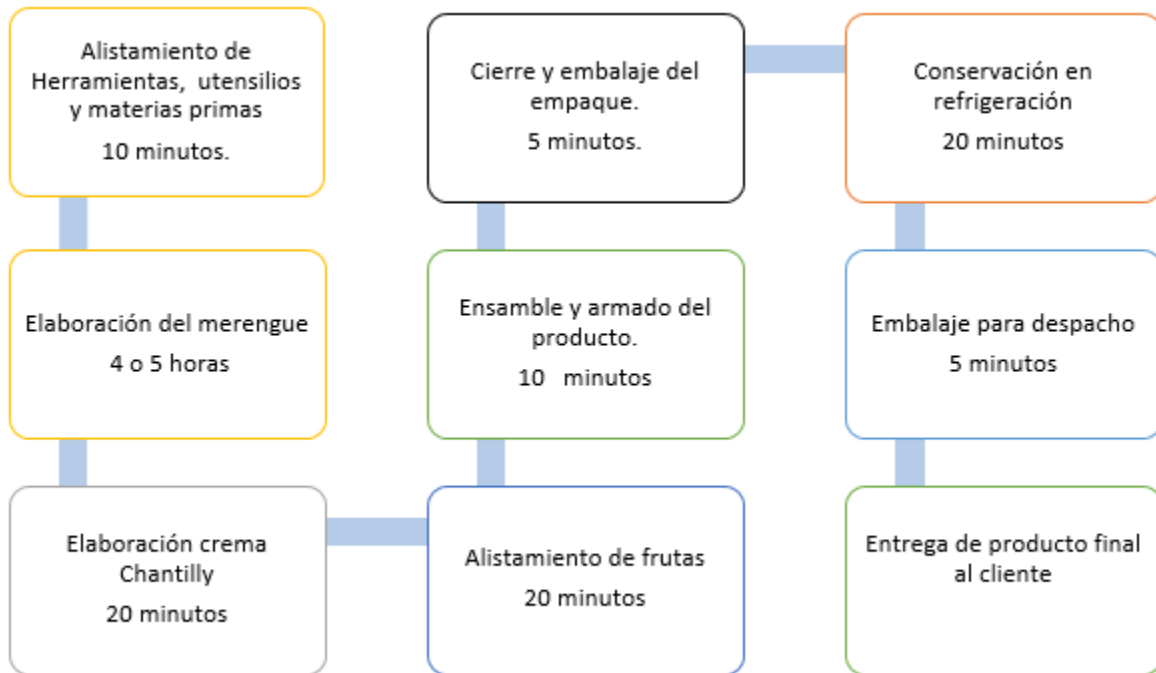 Alistamiento de
Herramientas, utensilios
y materias primas
10 minutos.
Elaboración del merengue
4 o 5 horas
Elaboración crema
Chantilly
20 minutos
Alistamiento de frutas
20 minutos
Ensamble y armado del
producto.
10 minutos
Cierre y embalaje del
empaque.
5 minutos.
Conservación en
refrigeración
20 minutos
Embalaje para despacho
5 minutos
Entrega de producto final
al cliente